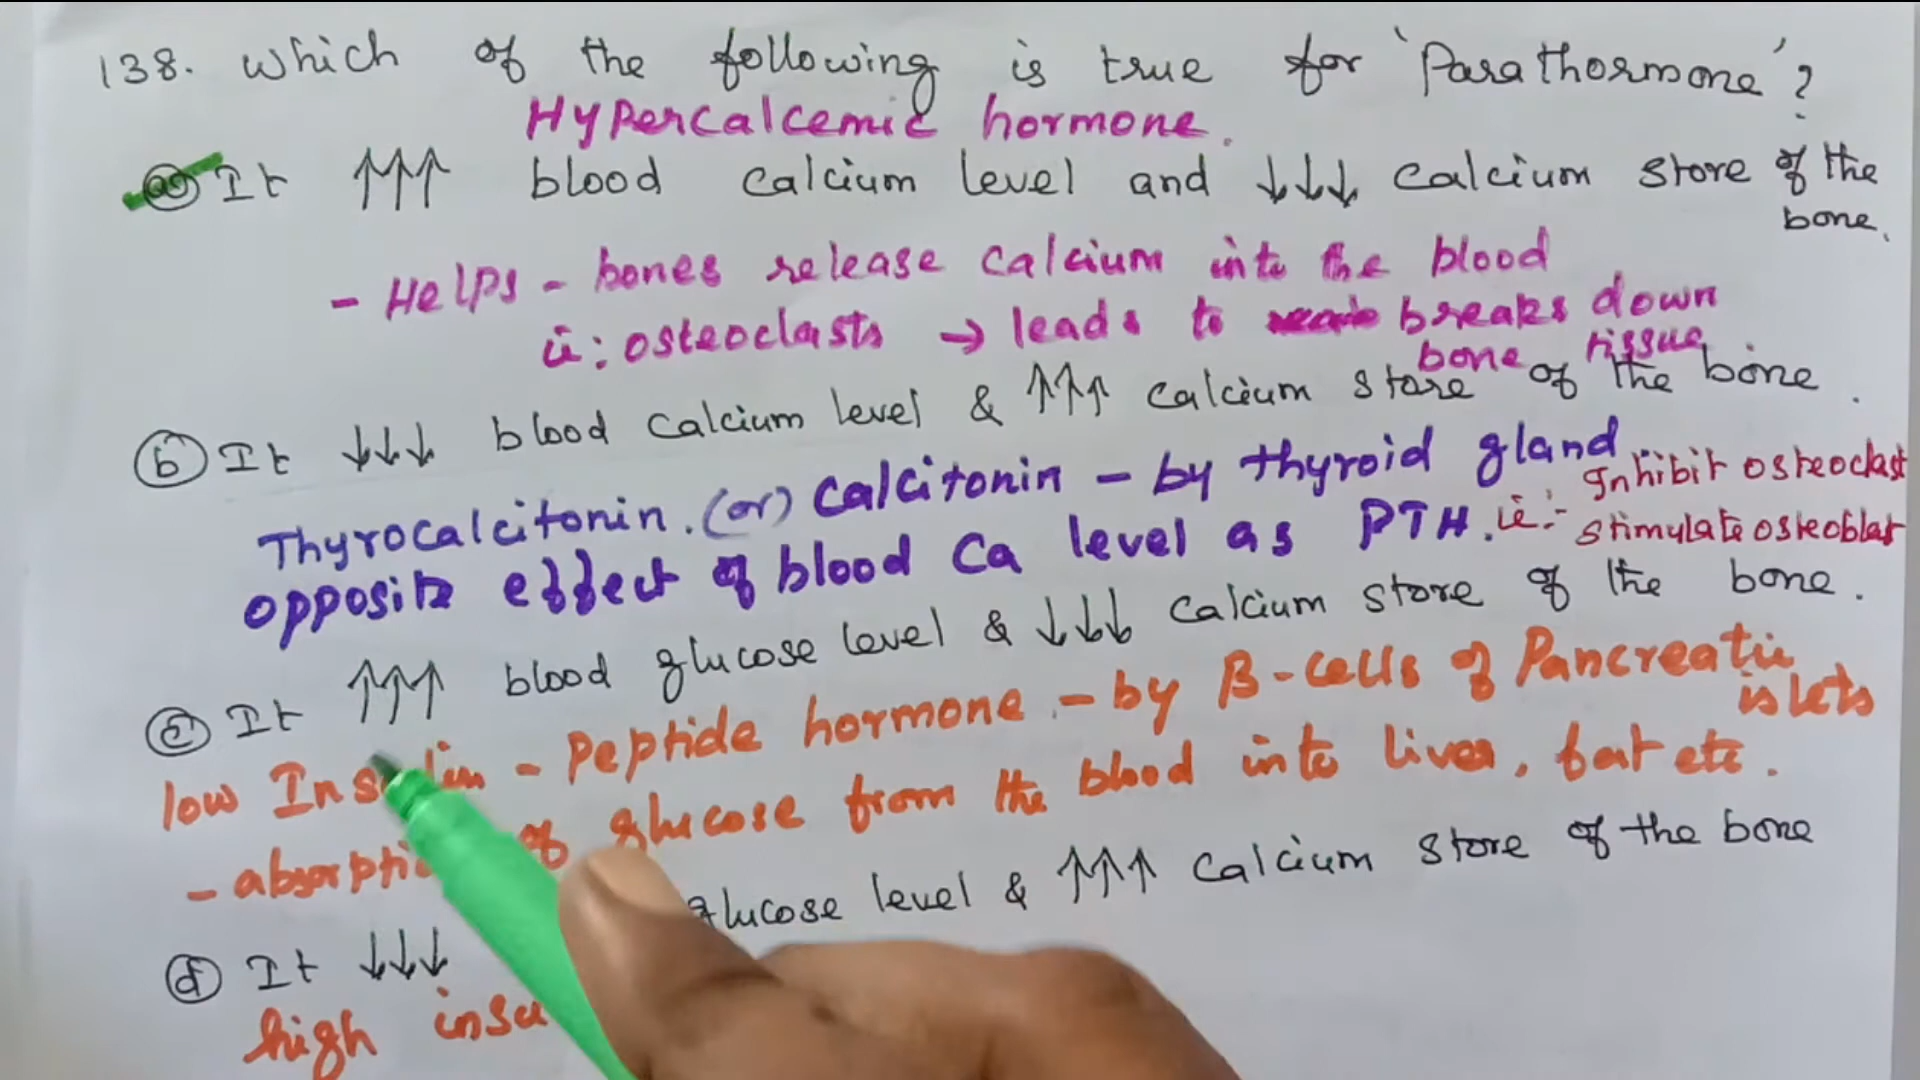 138. Which of the following is true for 'Parathormone'?
Hypercalcemic hormone.
(a) It ↑↑↑ blood calcium level and ↓↓↓ calcium store of the
bone.
- Helps - bones release calcium into the blood
ie: osteoclasts → leads to breaks down
bone tissue
(b) It ↓↓↓ blood calcium level & ↑↑↑ calcium store of the bone.
Thyrocalcitonin. (or) Calcitonin - by thyroid gland.
opposite effect of blood Ca level as PTH. ie:- Inhibit osteoclast
stimulate osteoblast
(c) It ↑↑↑ blood glucose level & ↓↓↓ calcium store of the bone.
low Insulin - Peptide hormone - by B-cells of Pancreatic
islets
- absorpti of glucose from the blood into liver, fat etc.
(d) It ↓↓↓ glucose level & ↑↑↑ calcium store of the bone
high insu